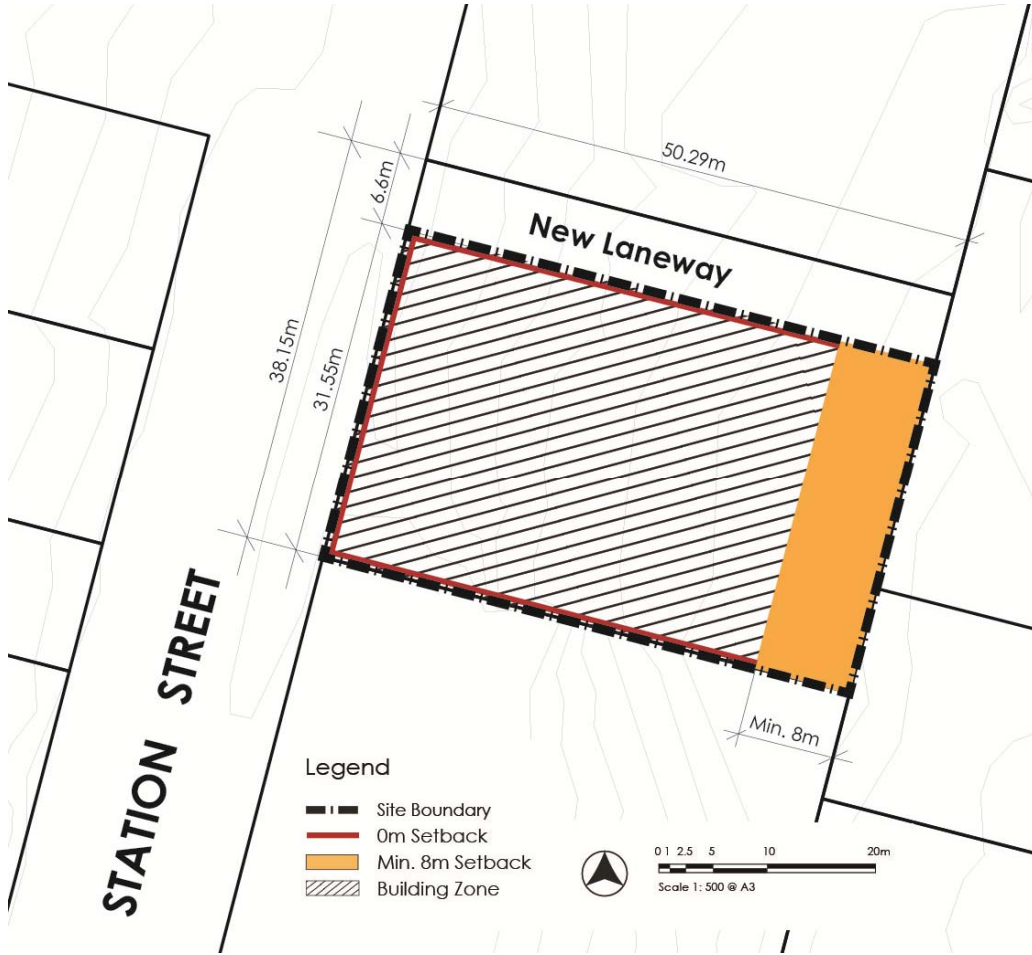 50.29m
6.6m
New Laneway
38.15m
31.55m
STATION STREET
Min. 8m
Legend
Site Boundary
0m Setback
Min. 8m Setback
Building Zone
0 1 2.5 5 10 20m
Scale 1: 500 @ A3